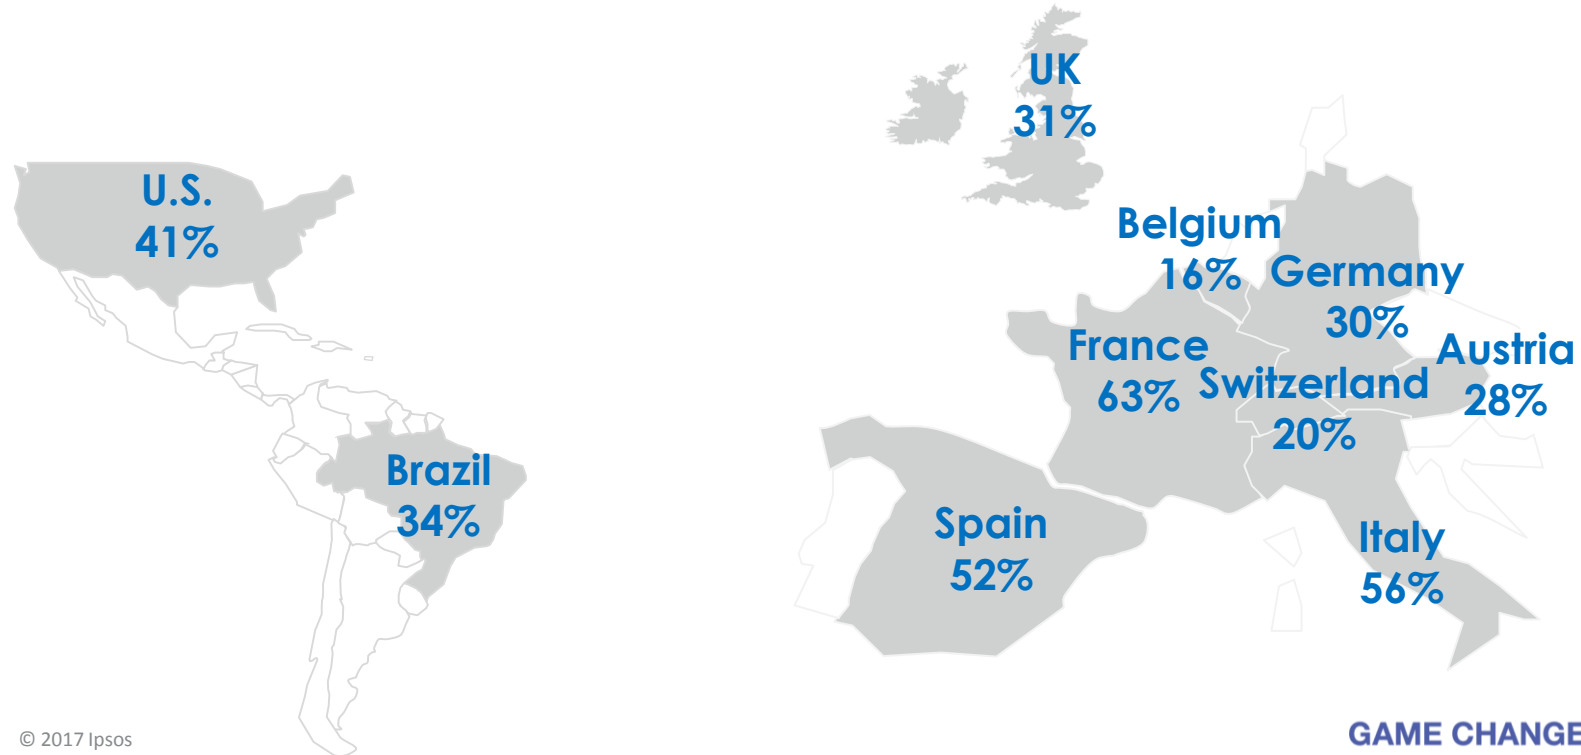 UK
31%
U.S.
41%
Belgium
16%
Germany
30%
France
63%
Switzerland
20%
Austria
28%
Brazil
34%
Spain
52%
Italy
56%
© 2017 Ipsos
GAME CHANGE